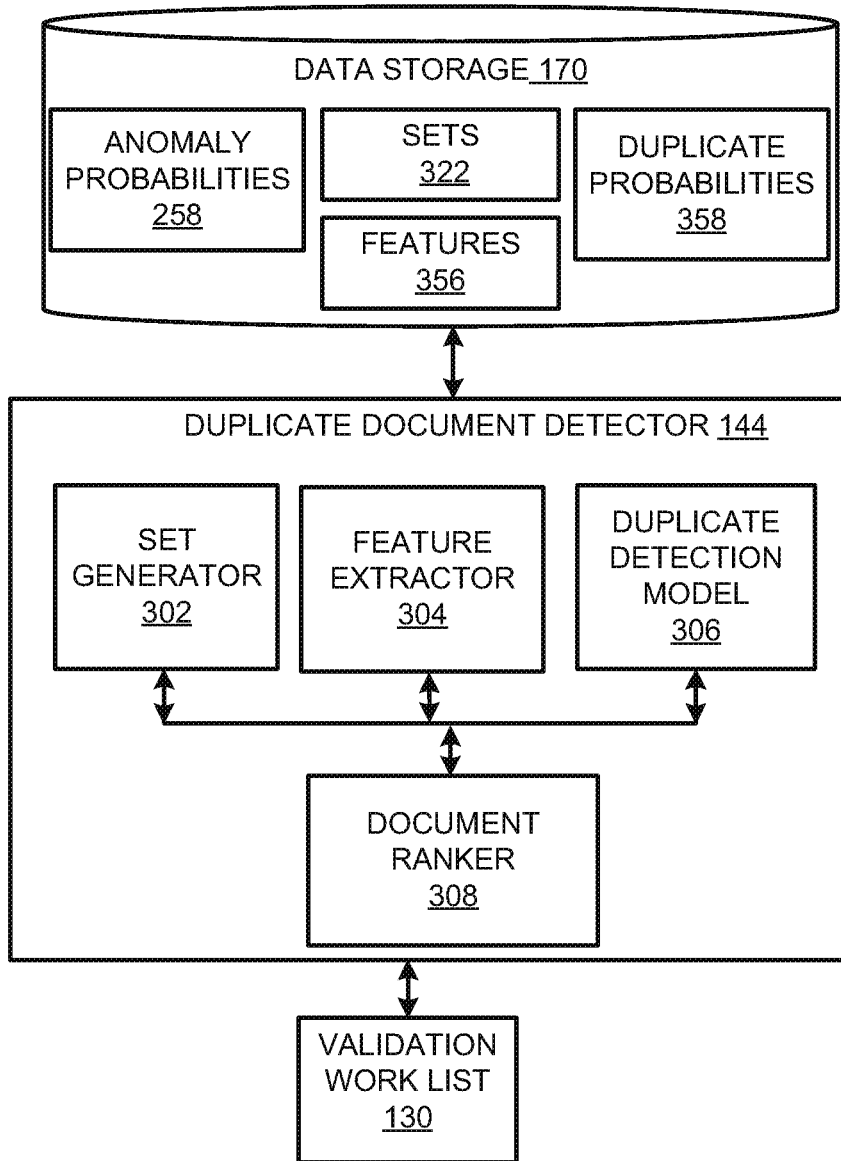 DATA STORAGE 170
ANOMALY
PROBABILITIES
258
SETS
322
FEATURES
356
DUPLICATE
PROBABILITIES
358
DUPLICATE DOCUMENT DETECTOR 144
SET
GENERATOR
302
FEATURE
EXTRACTOR
304
DUPLICATE
DETECTION
MODEL
306
DOCUMENT
RANKER
308
VALIDATION
WORK LIST
130